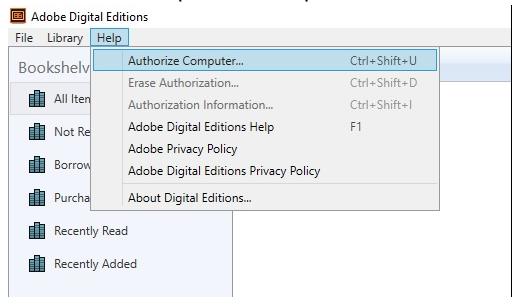 Adobe Digital Editions
File Library Help
Authorize Computer... Ctrl+Shift+U
Bookshelv
Erase Authorization... Ctrl+Shift+D
All Iten
Authorization Information... Ctrl+Shift+I
Adobe Digital Editions Help F1
Not Re
Adobe Privacy Policy
Borrow
Adobe Digital Editions Privacy Policy
Purcha
About Digital Editions...
Recently Read
Recently Added